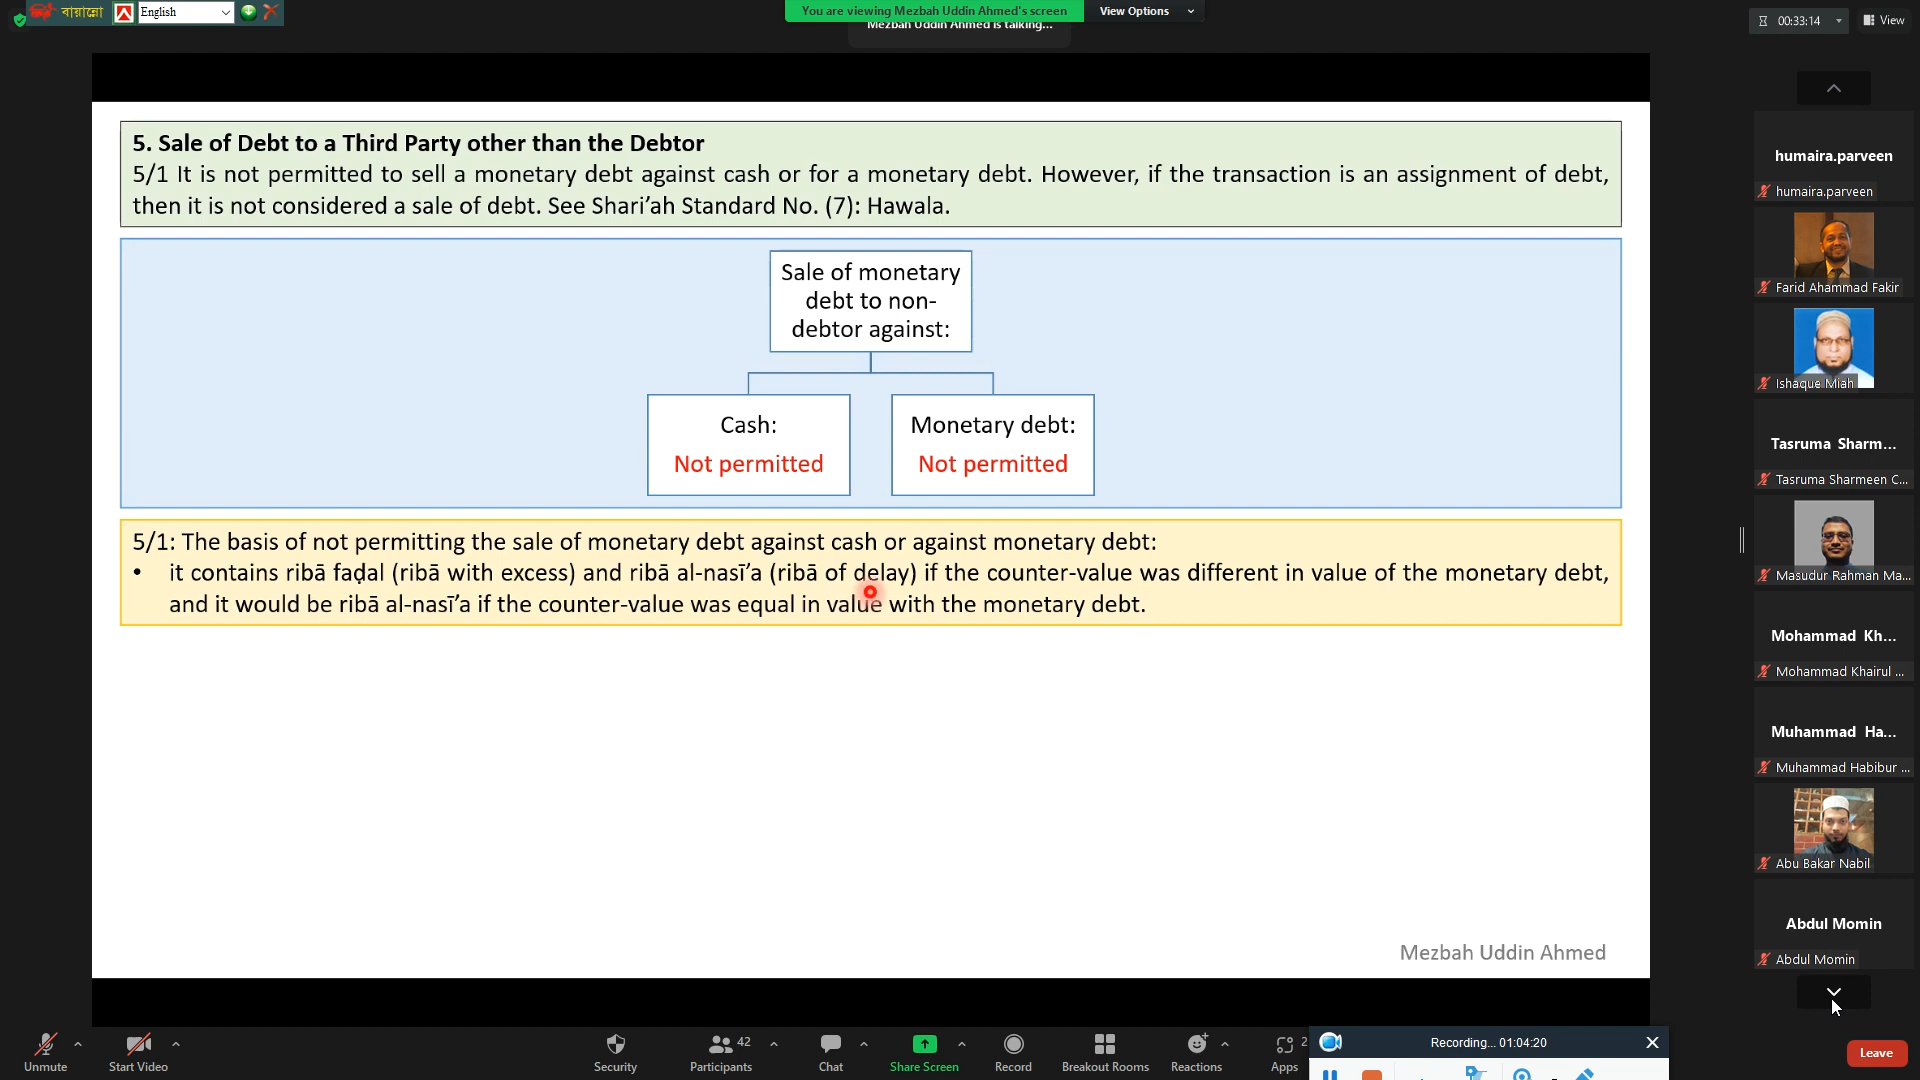 বায়ান্নো
English
You are viewing Mezbah Uddin Ahmed's screen
View Options
Mezbah Uddin Ahmed is talking...
00:33:14
View
5. Sale of Debt to a Third Party other than the Debtor
5/1 It is not permitted to sell a monetary debt against cash or for a monetary debt. However, if the transaction is an assignment of debt,
then it is not considered a sale of debt. See Shari’ah Standard No. (7): Hawala.
Sale of monetary
debt to non-
debtor against:
Cash:
Not permitted
Monetary debt:
Not permitted
5/1: The basis of not permitting the sale of monetary debt against cash or against monetary debt:
• it contains ribā faḍal (ribā with excess) and ribā al-nasī’a (ribā of delay) if the counter-value was different in value of the monetary debt,
and it would be ribā al-nasī’a if the counter-value was equal in value with the monetary debt.
Mezbah Uddin Ahmed
humaira.parveen
humaira.parveen
Farid Ahammad Fakir
Ishaque Miah
Tasruma Sharm...
Tasruma Sharmeen C...
Masudur Rahman Ma...
Mohammad Kh...
Mohammad Khairul ...
Muhammad Ha...
Muhammad Habibur ...
Abu Bakar Nabil
Abdul Momin
Abdul Momin
Unmute
Start Video
Security
42
Participants
Chat
Share Screen
Record
Breakout Rooms
Reactions
2
Apps
Recording... 01:04:20
Leave